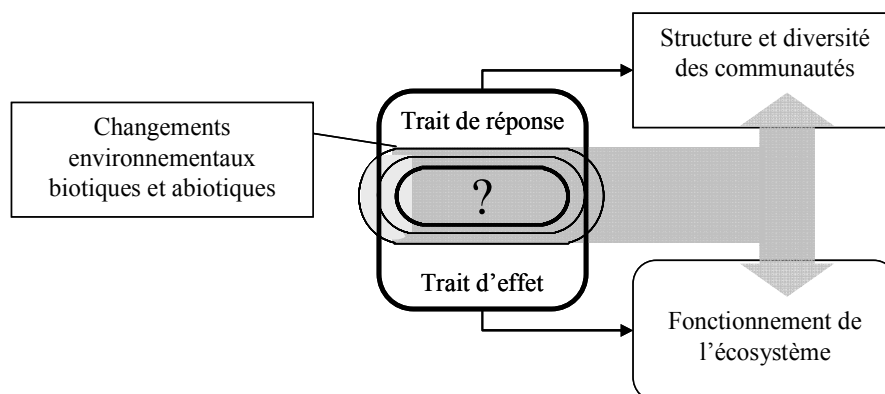 Structure et diversité
des communautés
Changements
environnementaux
biotiques et abiotiques
Trait de réponse
?
Trait d’effet
Fonctionnement de
l’écosystème